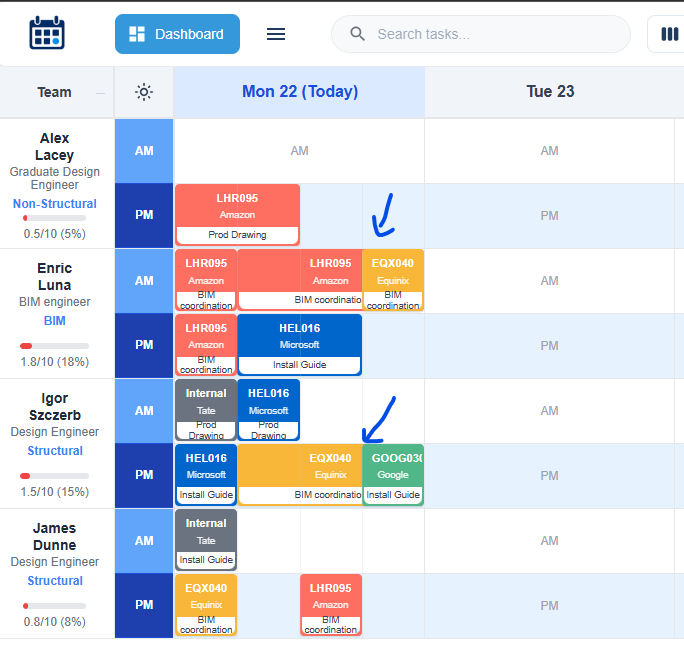 Dashboard
Search tasks...
Team
Mon 22 (Today)
Tue 23
Alex
Lacey
Graduate Design
Engineer
Non-Structural
0.5/10 (5%)
AM
AM
AM
PM
LHR095
Amazon
Prod Drawing
PM
Enric
Luna
BIM engineer
BIM
1.8/10 (18%)
AM
LHR095
Amazon
BIM
coordination
LHR095
Amazon
BIM coordinatio
EQX040
Equinix
BIM
coordination
AM
PM
LHR095
Amazon
BIM
coordination
HEL016
Microsoft
Install Guide
PM
Igor
Szczerb
Design Engineer
Structural
1.5/10 (15%)
AM
Internal
Tate
Prod
Drawing
HEL016
Microsoft
Prod
Drawing
AM
PM
HEL016
Microsoft
Install Guide
EQX040
Equinix
BIM coordinatio
GOOG030
Google
Install Guide
PM
James
Dunne
Design Engineer
Structural
0.8/10 (8%)
AM
Internal
Tate
Install Guide
AM
PM
EQX040
Equinix
BIM
coordination
LHR095
Amazon
BIM
coordination
PM